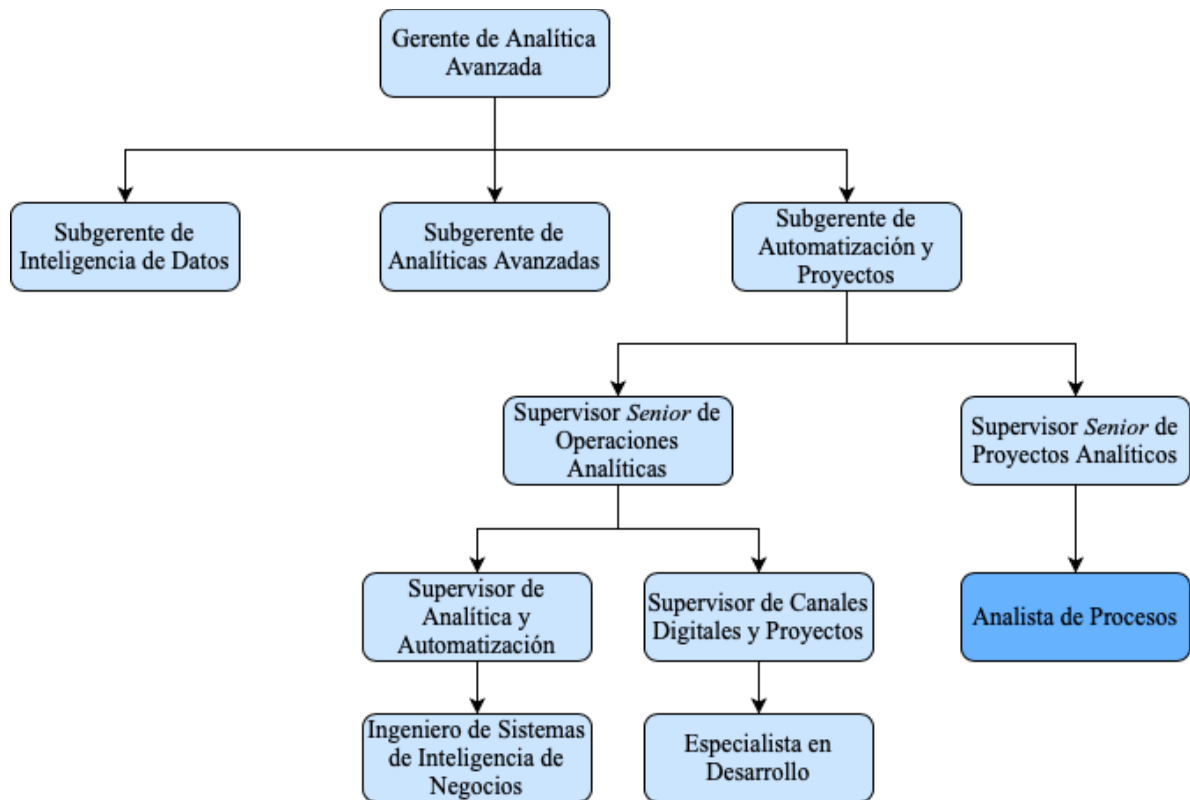 Gerente de Analítica
Avanzada
Subgerente de
Inteligencia de Datos
Subgerente de
Analíticas Avanzadas
Subgerente de
Automatización y
Proyectos
Supervisor Senior de
Operaciones
Analíticas
Supervisor Senior de
Proyectos Analíticos
Supervisor de
Analítica y
Automatización
Supervisor de Canales
Digitales y Proyectos
Analista de Procesos
Ingeniero de Sistemas
de Inteligencia de
Negocios
Especialista en
Desarrollo